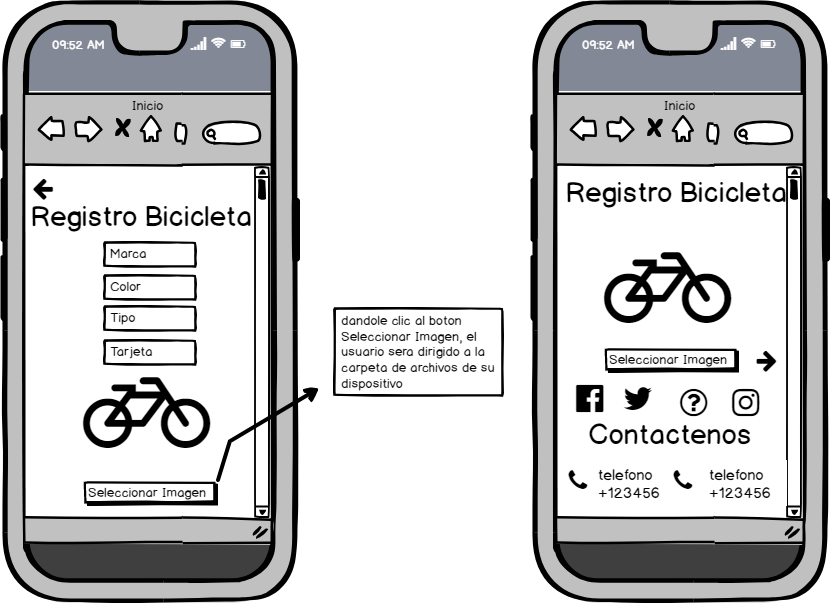 09:52 AM
Inicio
Registro Bicicleta
Marca
Color
Tipo
Tarjeta
Seleccionar Imagen
dandole clic al boton
Seleccionar Imagen, el
usuario sera dirigido a la
carpeta de archivos de su
dispositivo
09:52 AM
Inicio
Registro Bicicleta
Seleccionar Imagen
?
Contactenos
telefono
+123456
telefono
+123456